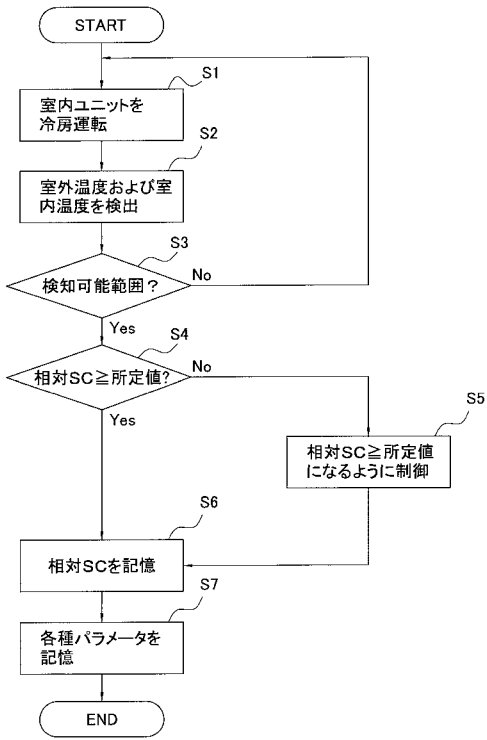 START
S1
室内ユニットを
冷房運転
S2
室外温度および室
内温度を検出
S3
検知可能範囲?
No
Yes
S4
相対SC≧所定値?
No
Yes
S5
相対SC≧所定値
になるように制御
S6
相対SCを記憶
S7
各種パラメータを
記憶
END